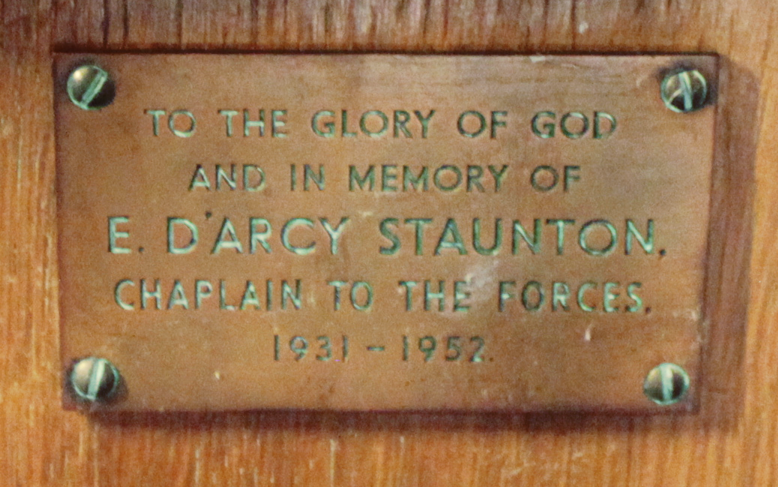 TO THE GLORY OF GOD
AND IN MEMORY OF
E. D'ARCY STAUNTON.
CHAPLAIN TO THE FORCES.
1931-1952.